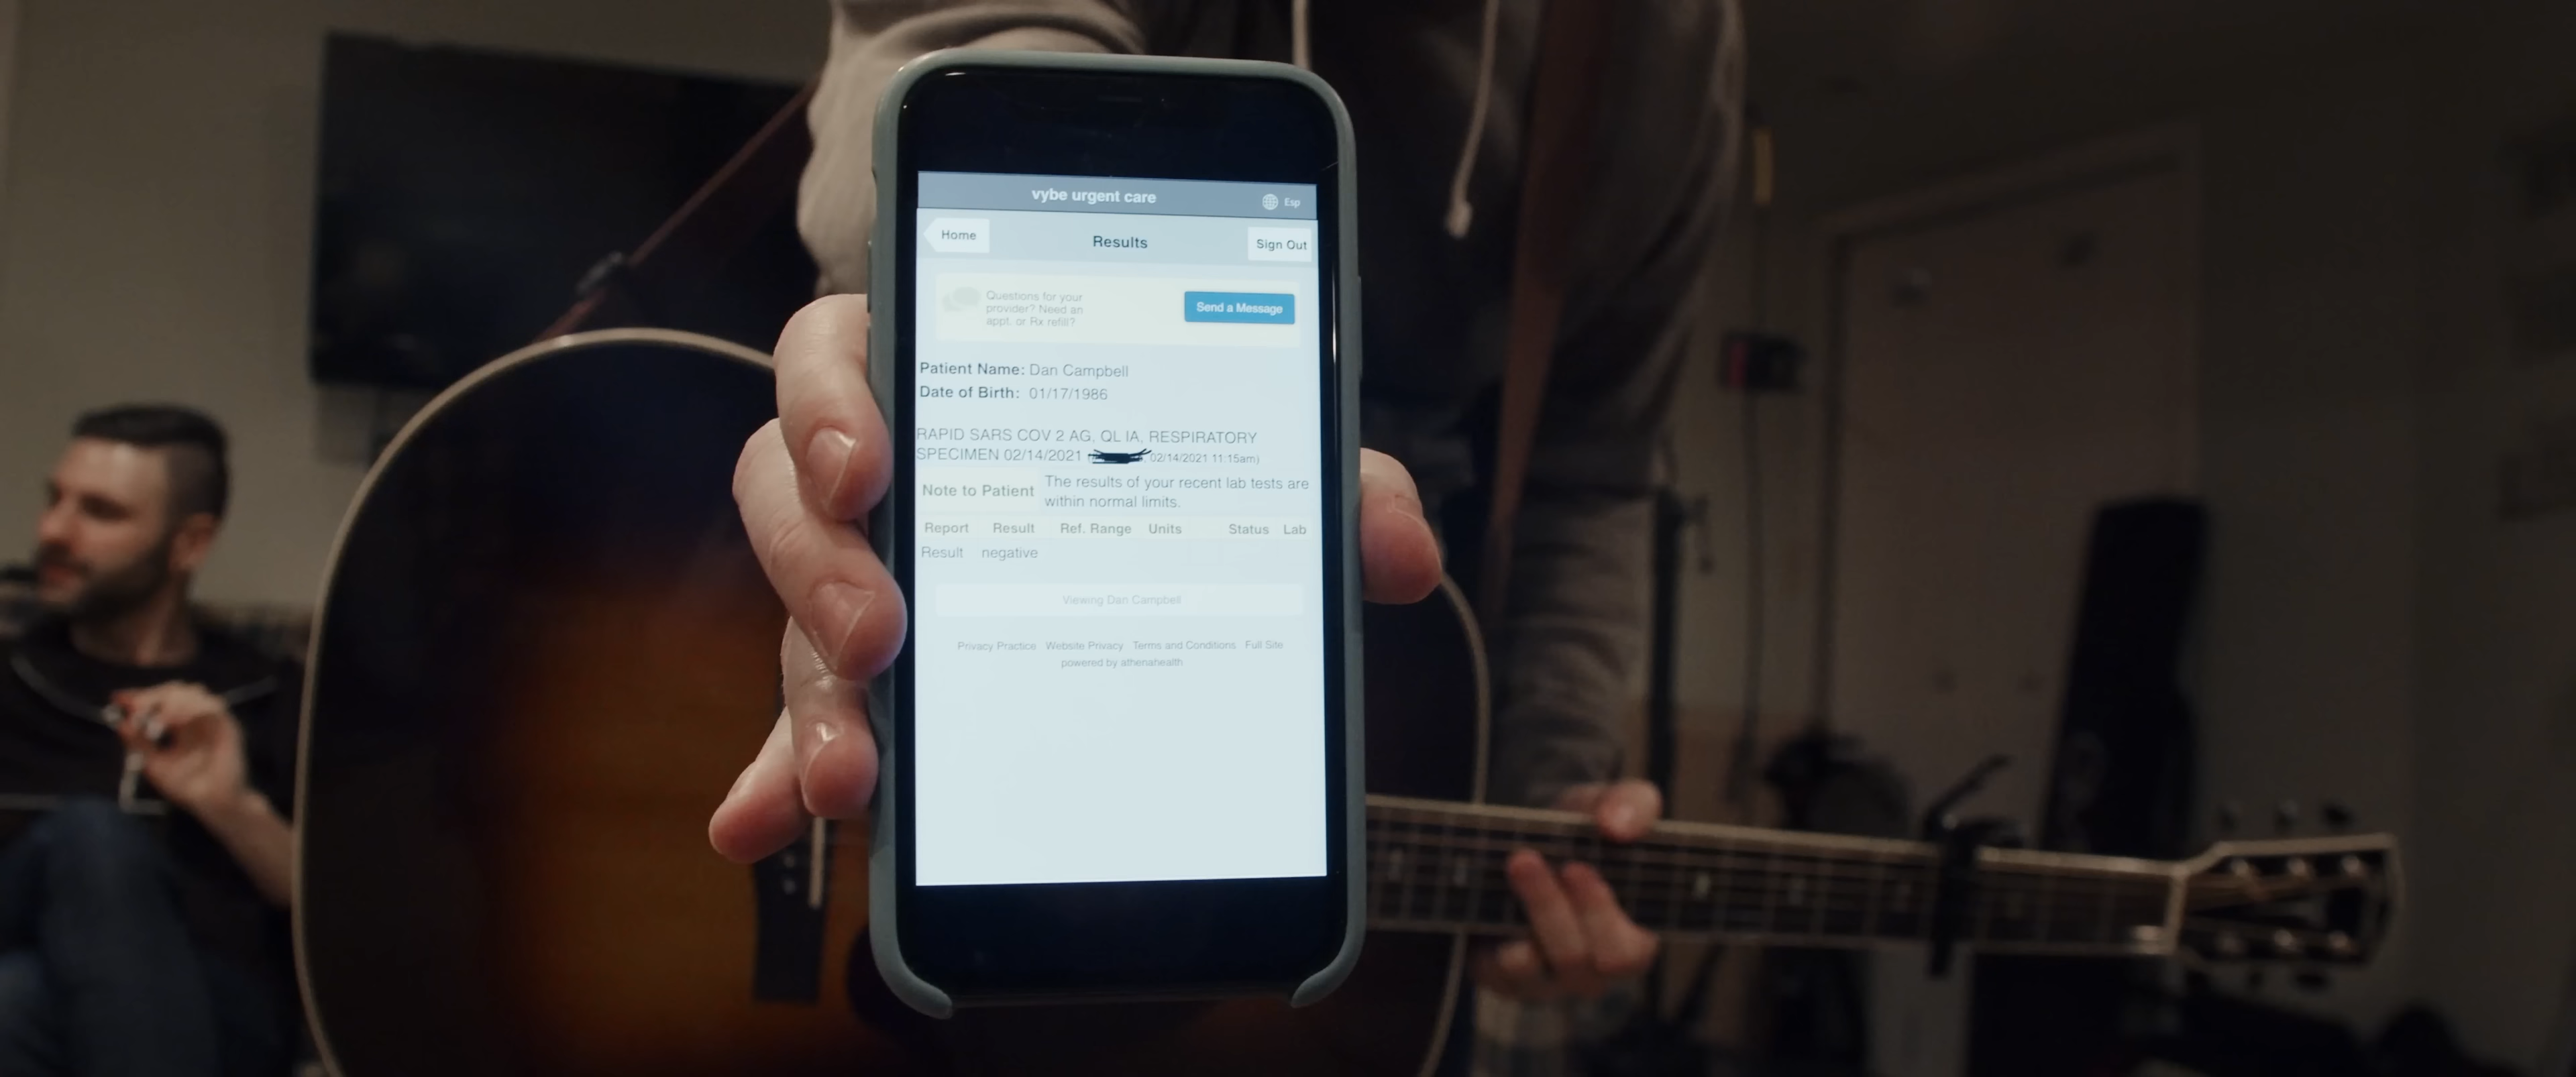 vybe urgent care
Esp
Home
Results
Sign Out
Questions for your
provider? Need an
appt. or Rx refill?
Send a Message
Patient Name: Dan Campbell
Date of Birth: 01/17/1986
RAPID SARS COV 2 AG, QL IA, RESPIRATORY
SPECIMEN 02/14/2021 02/14/2021 11:15am)
Note to Patient
The results of your recent lab tests are
within normal limits.
Report Result Ref. Range Units Status Lab
Result negative
Viewing Dan Campbell
Privacy Practice Website Privacy Terms and Conditions Full Site
powered by athenahealth